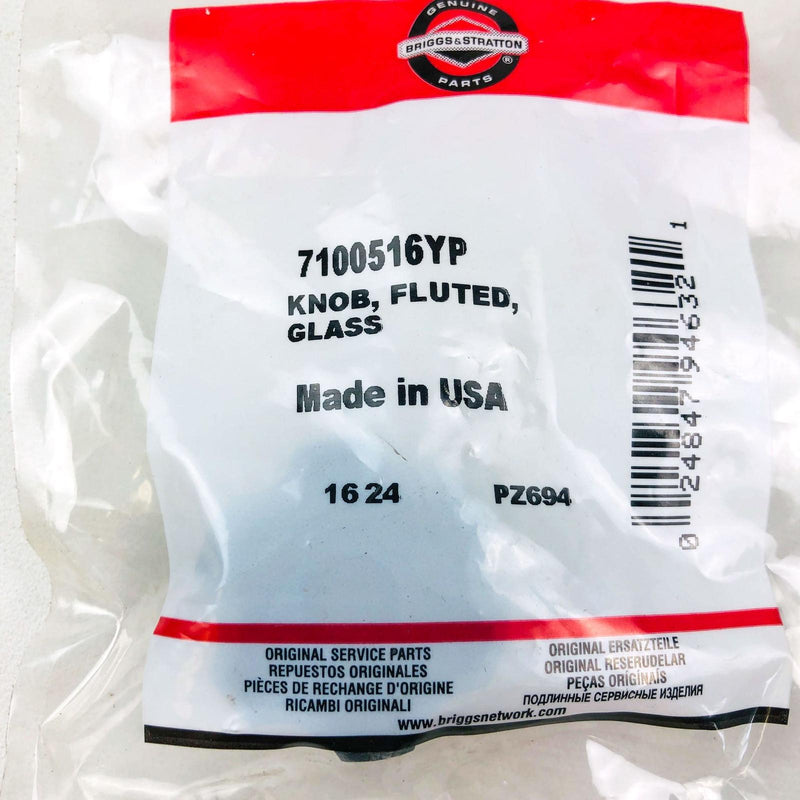 GENUINE
BRIGGS&STRATTON
®
PARTS
7100516YP
KNOB, FLUTED,
GLASS
Made in USA
16 24 PZ694
0 24847 94632 1
ORIGINAL SERVICE PARTS
REPUESTOS ORIGINALES
PIÈCES DE RECHANGE D'ORIGINE
RICAMBI ORIGINALI
ORIGINAL ERSATZTEILE
ORIGINAL RESERUDELAR
PEÇAS ORIGINAIS
ПОДЛИННЫЕ СЕРВИСНЫЕ ИЗДЕЛИЯ
www.briggsnetwork.com